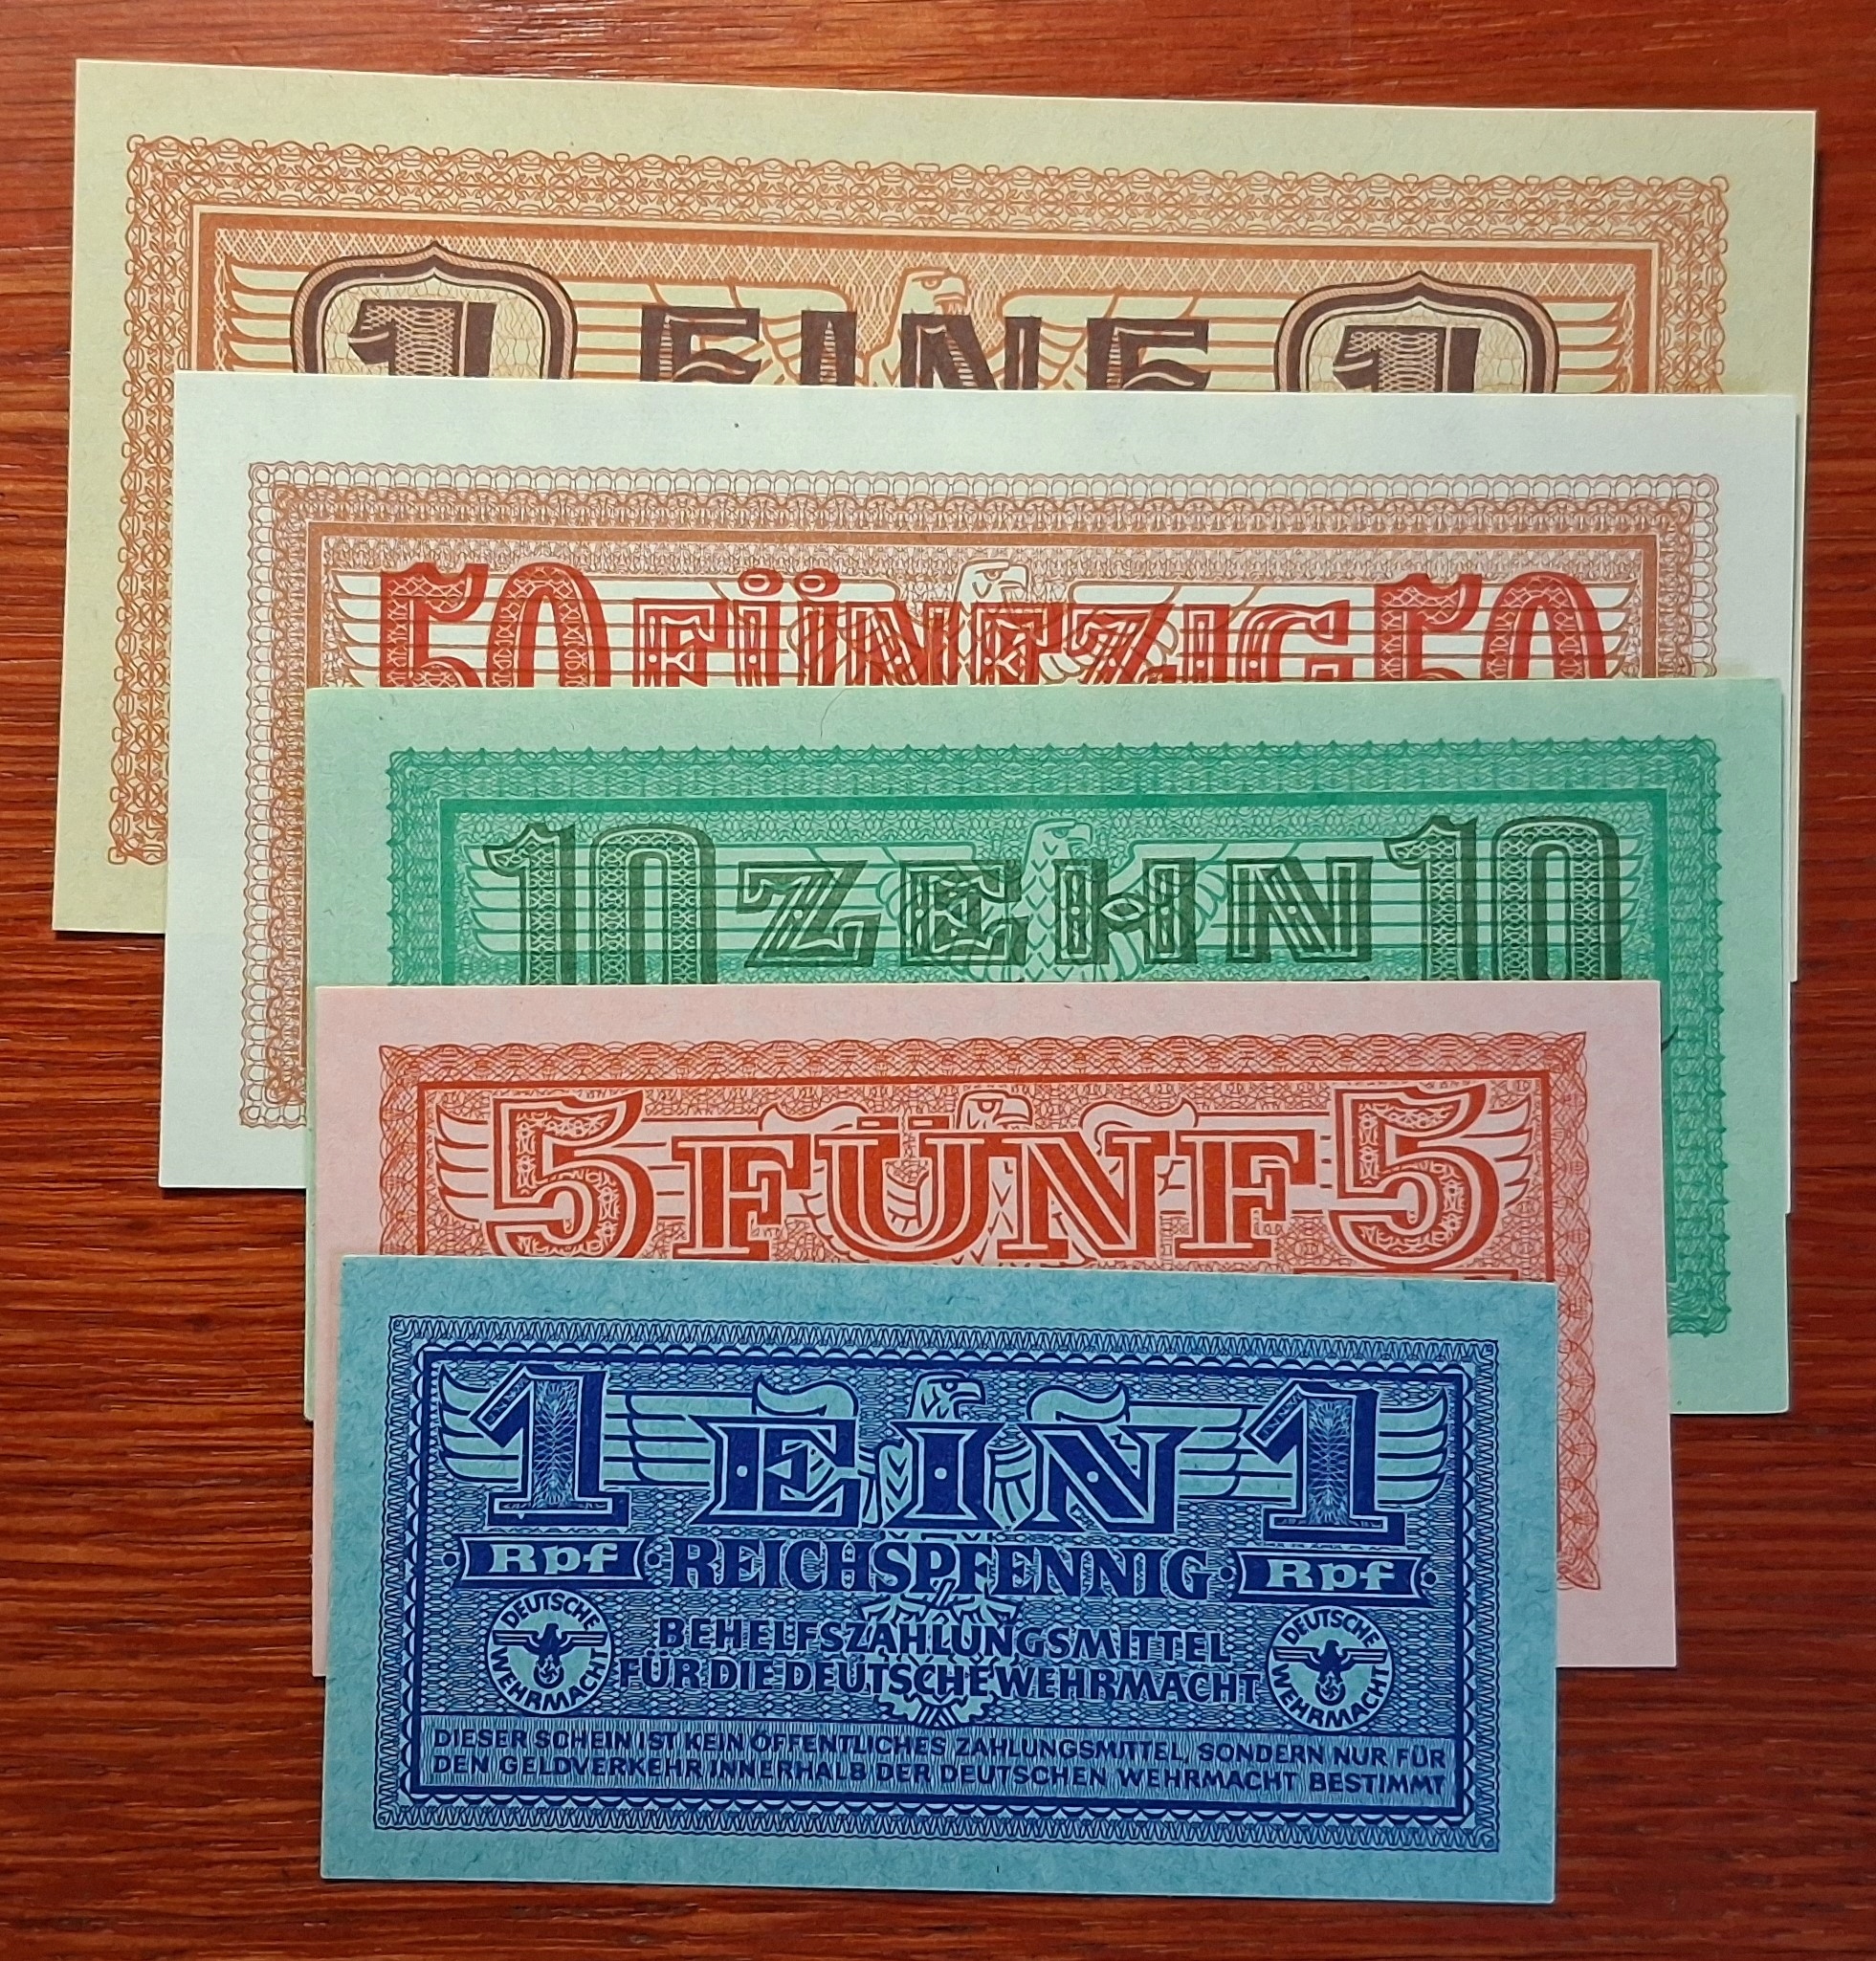 1 EINE 1
50 FÜNFZIG 50
10 ZEHN 10
5 FÜNF 5
1 EIN 1
Rpf REICHSPFENNIG Rpf
DEUTSCHE WEHRMACHT
BEHELFSZAHLUNGSMITTEL
FÜR DIE DEUTSCHE WEHRMACHT
DEUTSCHE WEHRMACHT
DIESER SCHEIN IST KEIN ÖFFENTLICHES ZAHLUNGSMITTEL, SONDERN NUR FÜR
DEN GELDVERKEHR INNERHALB DER DEUTSCHEN WEHRMACHT BESTIMMT